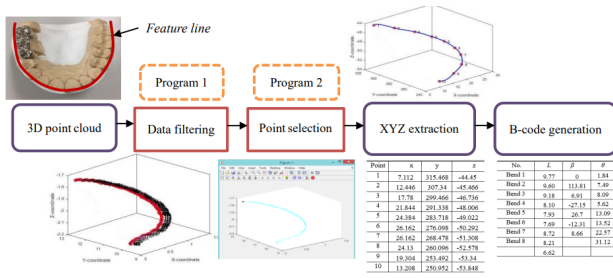 Feature line
Program 1
Program 2
3D point cloud
Data filtering
Point selection
XYZ extraction
B-code generation
Z-coordinate
Y-coordinate
X-coordinate
Z-coordinate
Y-coordinate
X-coordinate
Point x y z
1 7.112 315.468 -44.45
2 12.446 307.34 -45.466
3 17.78 299.466 -46.736
4 21.844 291.338 -48.006
5 24.384 283.718 -49.022
6 26.162 276.098 -50.292
7 26.162 268.478 -51.308
8 24.13 260.096 -52.578
9 19.304 253.492 -53.34
10 13.208 250.952 -53.848
No. L β θ
Bend 1 9.77 0 1.84
Bend 2 9.60 113.81 7.49
Bend 3 9.18 6.91 8.09
Bend 4 8.10 -27.15 5.62
Bend 5 7.93 26.7 13.09
Bend 6 7.69 -12.31 13.52
Bend 7 8.72 8.66 22.57
Bend 8 8.21 31.12
6.62